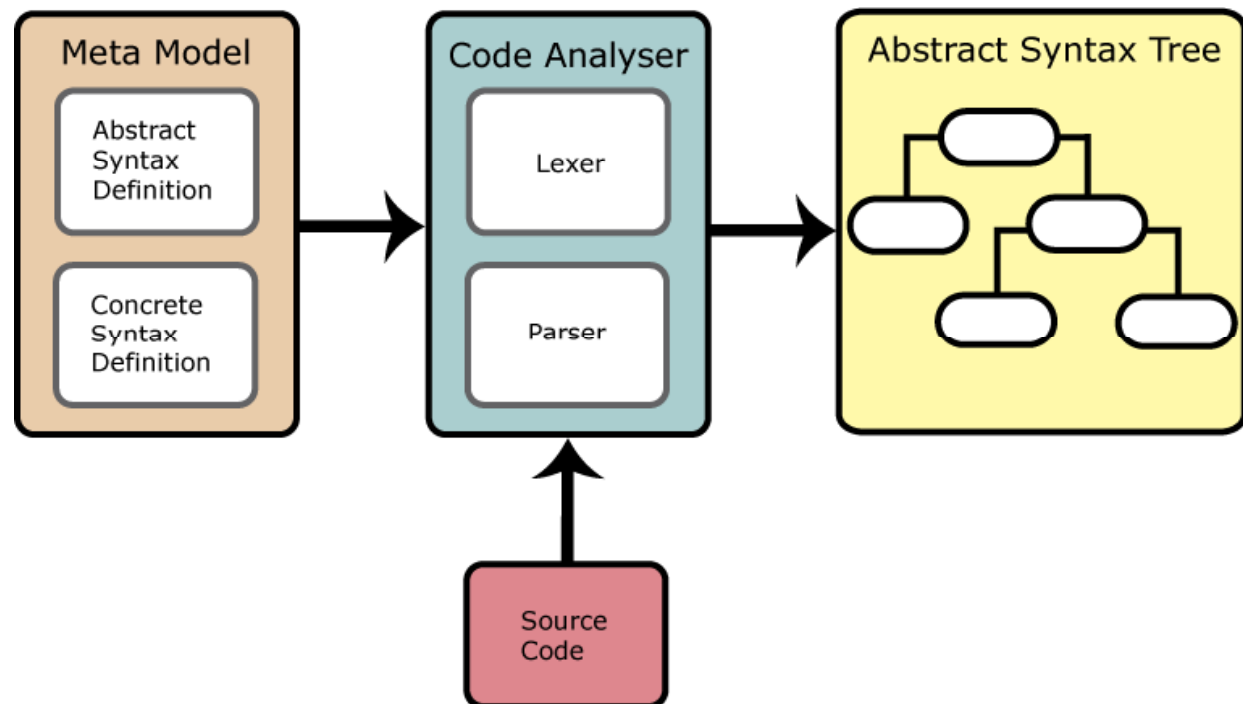 Meta Model
Abstract
Syntax
Definition
Concrete
Syntax
Definition
Code Analyser
Lexer
Parser
Abstract Syntax Tree
Source
Code